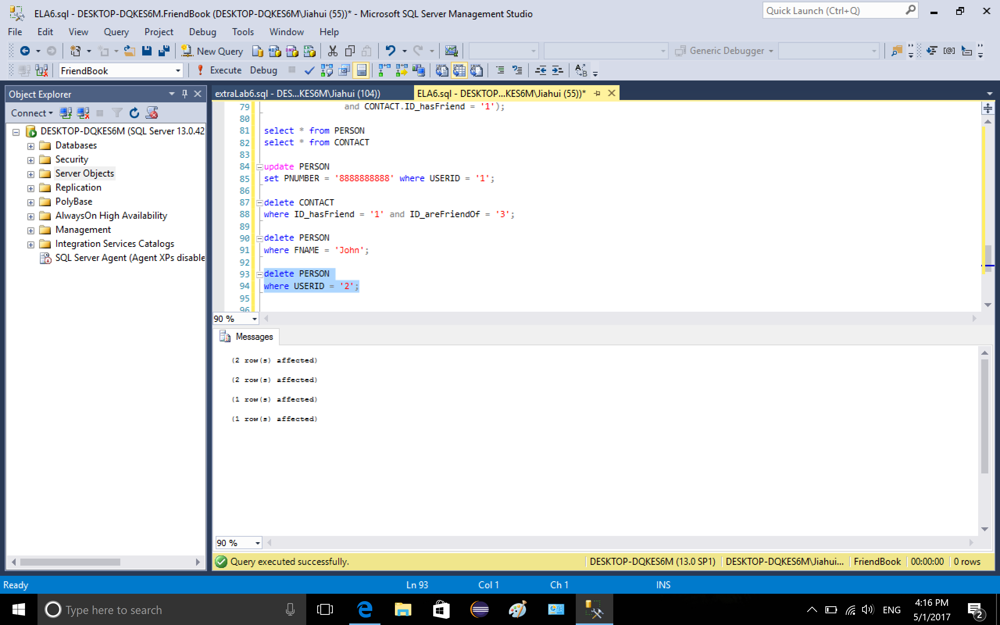 ELA6.sql - DESKTOP-DQKES6M.FriendBook (DESKTOP-DQKES6M\Jiahui (55))* - Microsoft SQL Server Management Studio
Quick Launch (Ctrl+Q)
File Edit View Query Project Debug Tools Window Help
New Query
Generic Debugger
FriendBook
Execute Debug
Object Explorer
Connect
DESKTOP-DQKES6M (SQL Server 13.0.42
Databases
Security
Server Objects
Replication
PolyBase
AlwaysOn High Availability
Management
Integration Services Catalogs
SQL Server Agent (Agent XPs disable
extraLab6.sql - DES...KES6M\Jiahui (104))
ELA6.sql - DESKTOP...KES6M\Jiahui (55))*
79 and CONTACT.ID_hasFriend = '1');
80
81 select * from PERSON
82 select * from CONTACT
83
84 update PERSON
85 set PNUMBER = '8888888888' where USERID = '1';
86
87 delete CONTACT
88 where ID_hasFriend = '1' and ID_areFriendOf = '3';
89
90 delete PERSON
91 where FNAME = 'John';
92
93 delete PERSON
94 where USERID = '2';
95
96
90 %
Messages
(2 row(s) affected)
(2 row(s) affected)
(1 row(s) affected)
(1 row(s) affected)
90 %
Query executed successfully.
DESKTOP-DQKES6M (13.0 SP1)
DESKTOP-DQKES6M\Jiahui...
FriendBook
00:00:00
0 rows
Ready
Ln 93
Col 1
Ch 1
INS
Type here to search
ENG
4:16 PM
5/1/2017
2